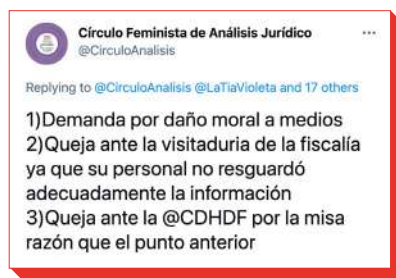 Círculo Feminista de Análisis Jurídico
@CirculoAnalisis
Replying to @CirculoAnalisis @LaTiaVioleta and 17 others
1)Demanda por daño moral a medios
2)Queja ante la visitaduria de la fiscalía
ya que su personal no resguardó
adecuadamente la información
3)Queja ante la @CDHDF por la misa
razón que el punto anterior